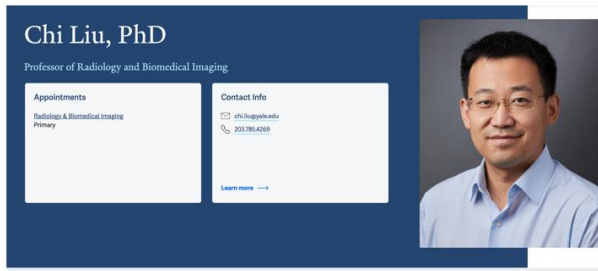 Chi Liu, PhD
Professor of Radiology and Biomedical Imaging
Appointments
Radiology & Biomedical Imaging
Primary
Contact Info
chi.liu@yale.edu
203.785.4269
Learn more →